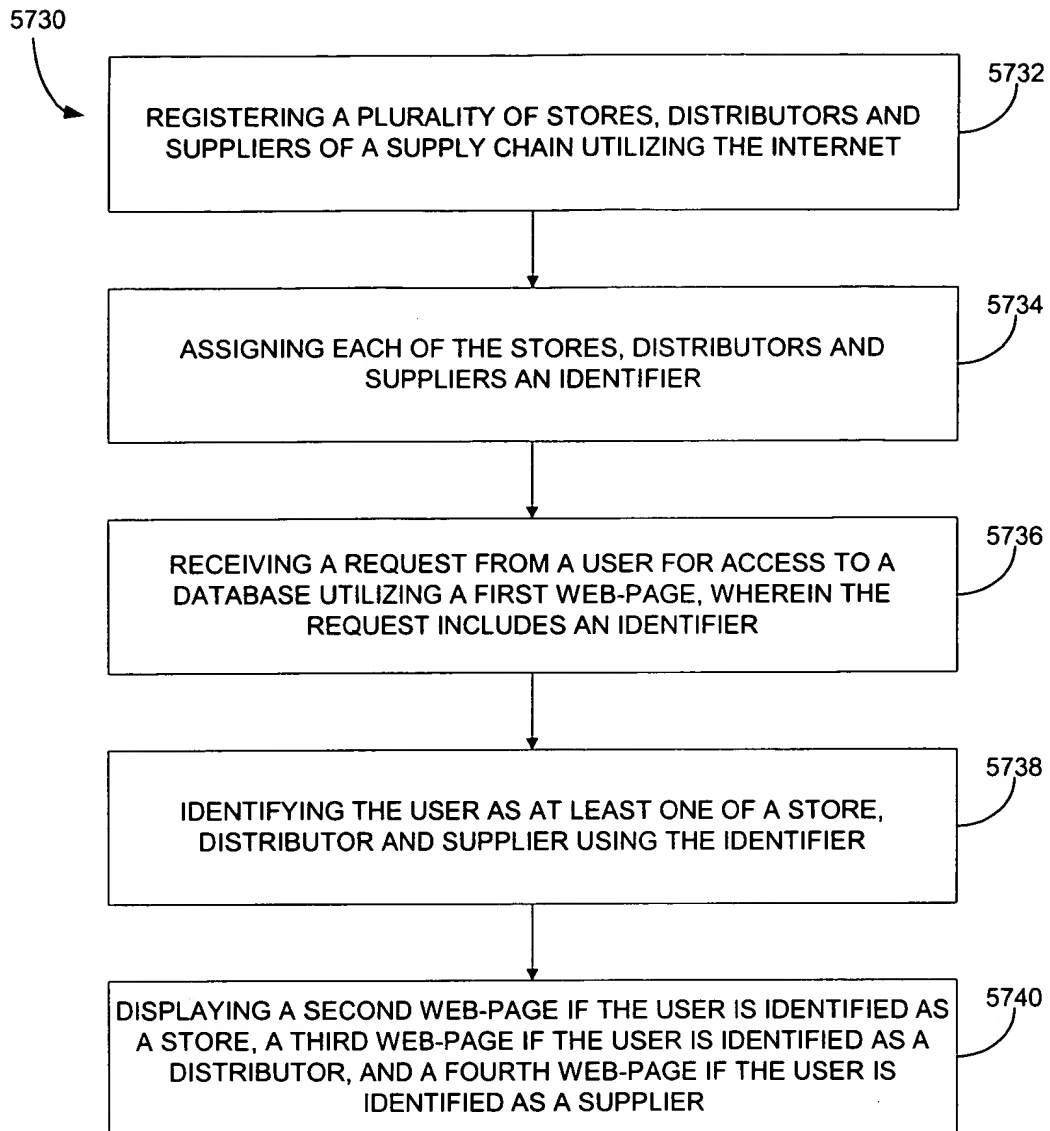 5730
5732
REGISTERING A PLURALITY OF STORES, DISTRIBUTORS AND
SUPPLIERS OF A SUPPLY CHAIN UTILIZING THE INTERNET
5734
ASSIGNING EACH OF THE STORES, DISTRIBUTORS AND
SUPPLIERS AN IDENTIFIER
5736
RECEIVING A REQUEST FROM A USER FOR ACCESS TO A
DATABASE UTILIZING A FIRST WEB-PAGE, WHEREIN THE
REQUEST INCLUDES AN IDENTIFIER
5738
IDENTIFYING THE USER AS AT LEAST ONE OF A STORE,
DISTRIBUTOR AND SUPPLIER USING THE IDENTIFIER
5740
DISPLAYING A SECOND WEB-PAGE IF THE USER IS IDENTIFIED AS
A STORE, A THIRD WEB-PAGE IF THE USER IS IDENTIFIED AS A
DISTRIBUTOR, AND A FOURTH WEB-PAGE IF THE USER IS
IDENTIFIED AS A SUPPLIER